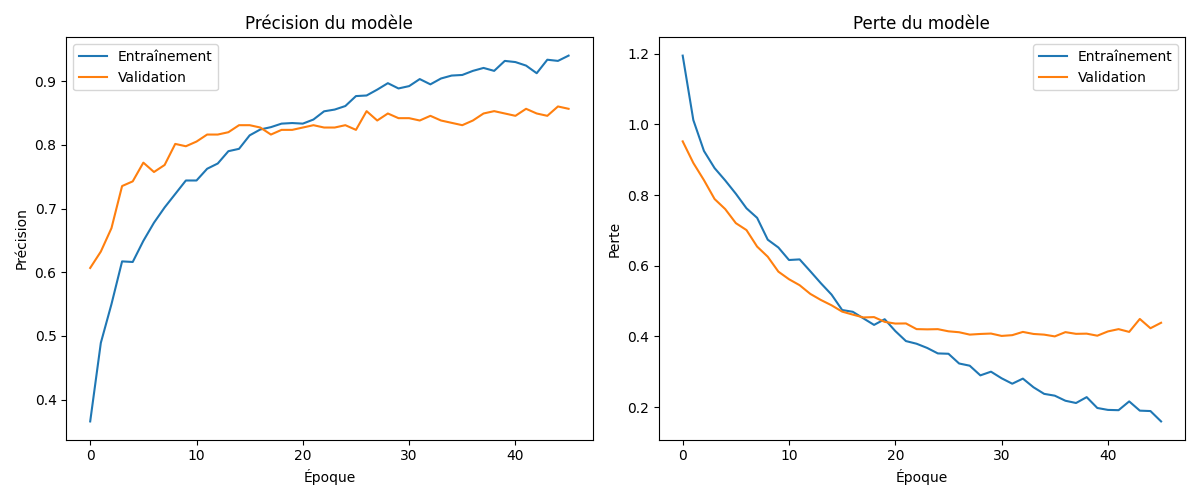 Précision du modèle
Entraînement
Validation
0.9
0.8
0.7
0.6
0.5
0.4
Précision
0 10 20 30 40
Époque
Perte du modèle
Entraînement
Validation
1.2
1.0
0.8
0.6
0.4
0.2
Perte
0 10 20 30 40
Époque